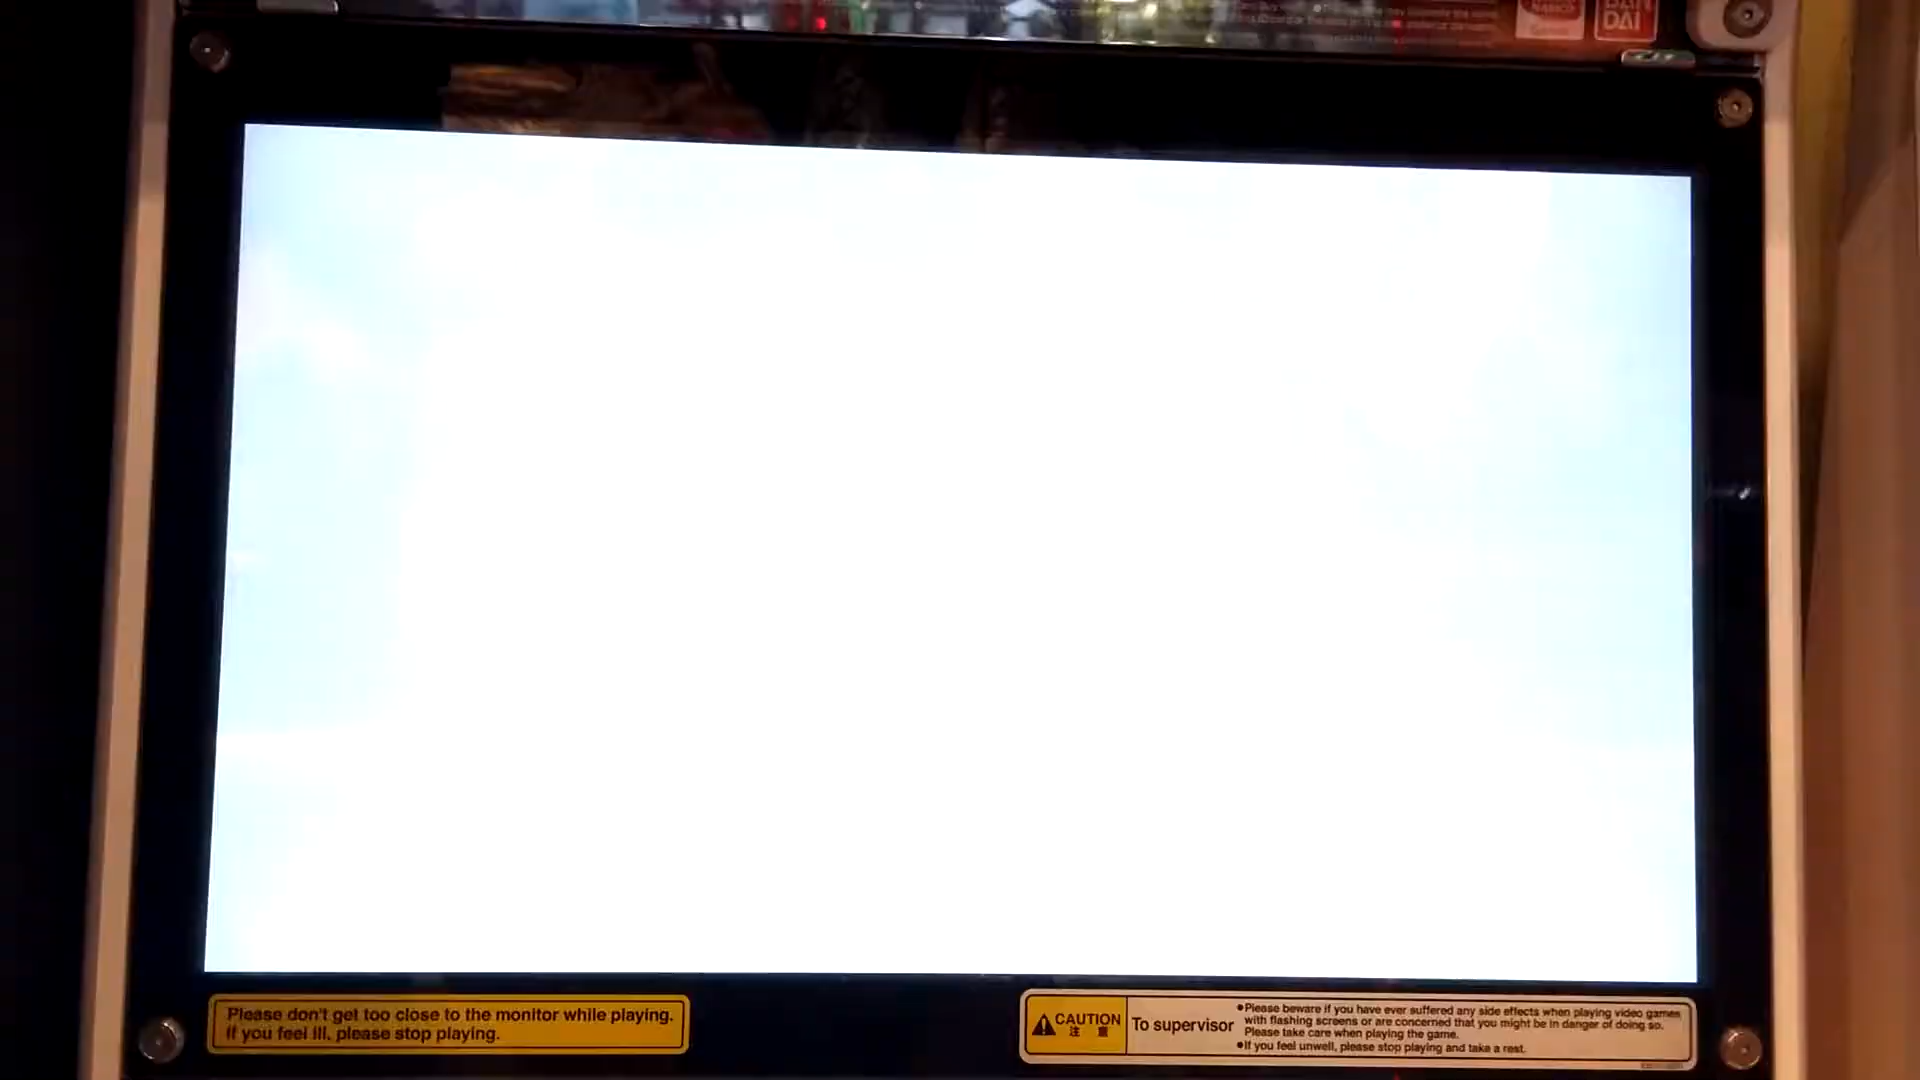 BAN
DAI
Please don't get too close to the monitor while playing.
If you feel ill, please stop playing.
CAUTION
注 意
To supervisor
●Please beware if you have ever suffered any side effects when playing video games
with flashing screens or are concerned that you might be in danger of doing so.
Please take care when playing the game.
●If you feel unwell, please stop playing and take a rest.